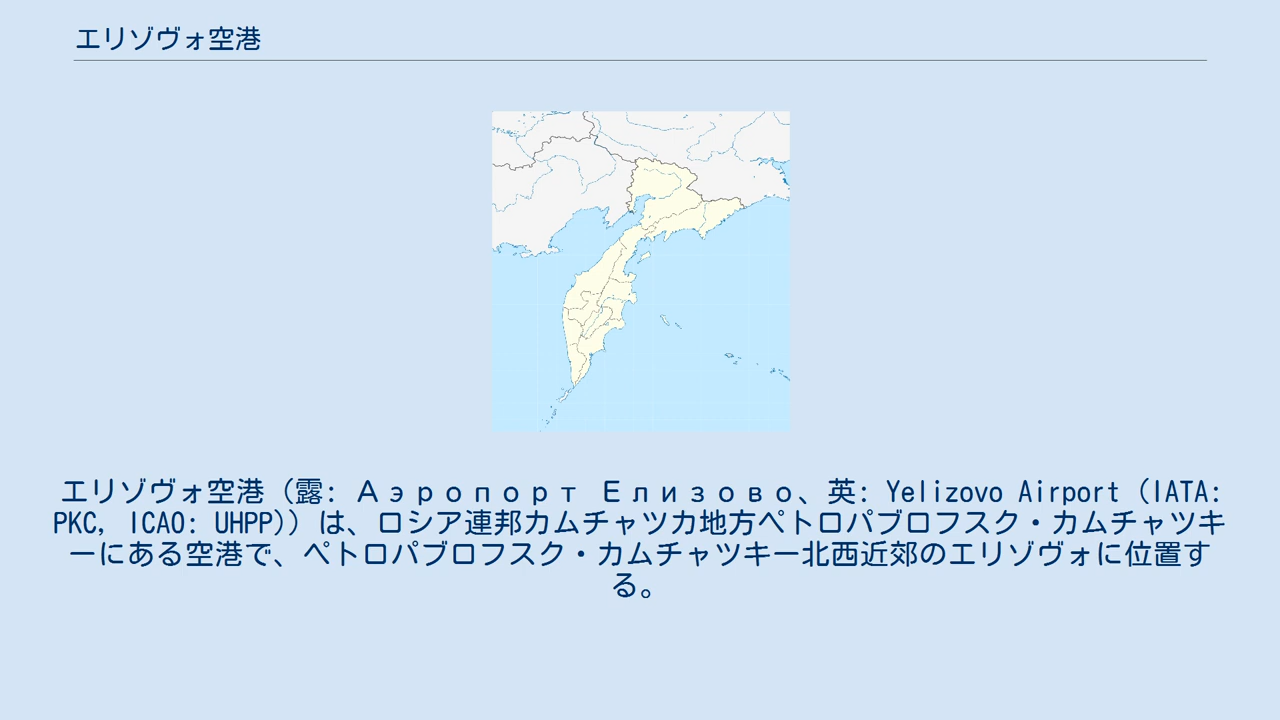 エリゾヴォ空港
エリゾヴォ空港（露: Аэропорт Елизово、英: Yelizovo Airport（IATA:
PKC, ICAO: UHPP)）は、ロシア連邦カムチャツカ地方ペトロパブロフスク・カムチャツキ
ーにある空港で、ペトロパブロフスク・カムチャツキー北西近郊のエリゾヴォに位置す
る。